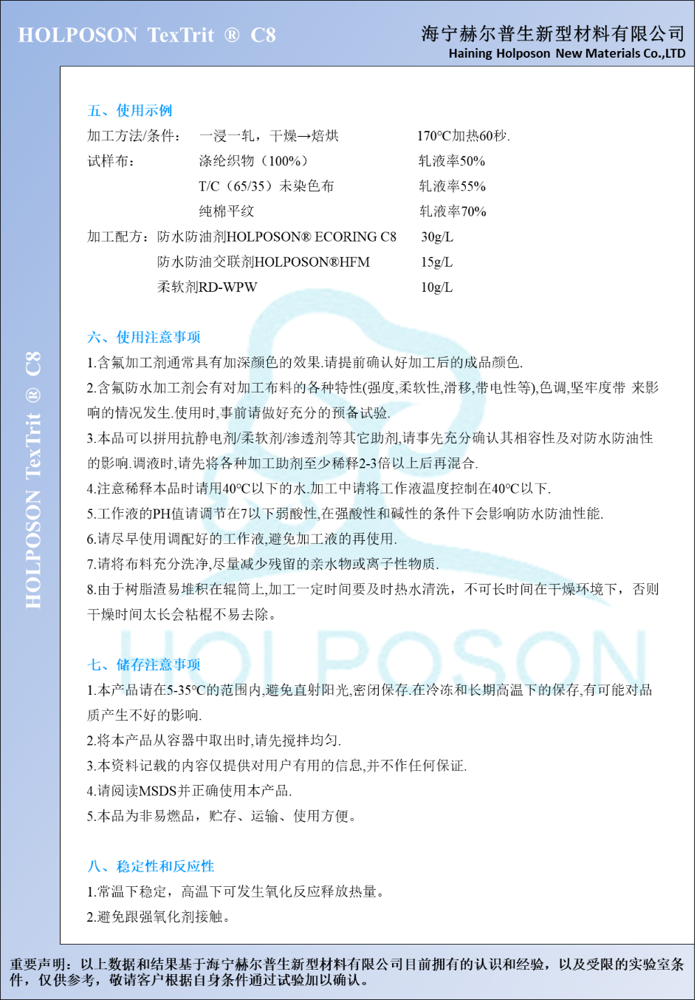 HOLPOSON TexTrit ® C8
海宁赫尔普生新型材料有限公司
Haining Holposon New Materials Co.,LTD
五、使用示例
加工方法/条件： 一浸一轧，干燥→焙烘 170℃加热60秒.
试样布： 涤纶织物（100%） 轧液率50%
T/C（65/35）未染色布 轧液率55%
纯棉平纹 轧液率70%
加工配方：防水防油剂HOLPOSON® ECORING C8 30g/L
防水防油交联剂HOLPOSON®HFM 15g/L
柔软剂RD-WPW 10g/L
六、使用注意事项
1.含氟加工剂通常具有加深颜色的效果.请提前确认好加工后的成品颜色.
2.含氟防水加工剂会有对加工布料的各种特性(强度,柔软性,滑移,带电性等),色调,坚牢度带 来影
响的情况发生.使用时,事前请做好充分的预备试验.
3.本品可以拼用抗静电剂/柔软剂/渗透剂等其它助剂,请事先充分确认其相容性及对防水防油性
的影响.调液时,请先将各种加工助剂至少稀释2-3倍以上后再混合.
4.注意稀释本品时请用40℃以下的水.加工中请将工作液温度控制在40℃以下.
5.工作液的PH值请调节在7以下弱酸性,在强酸性和碱性的条件下会影响防水防油性能.
6.请尽早使用调配好的工作液,避免加工液的再使用.
7.请将布料充分洗净,尽量减少残留的亲水物或离子性物质.
8.由于树脂渣易堆积在辊筒上,加工一定时间要及时热水清洗，不可长时间在干燥环境下，否则
干燥时间太长会粘棍不易去除。
HOLPOSON
七、储存注意事项
1.本产品请在5-35℃的范围内,避免直射阳光,密闭保存.在冷冻和长期高温下的保存,有可能对品
质产生不好的影响.
2.将本产品从容器中取出时,请先搅拌均匀.
3.本资料记载的内容仅提供对用户有用的信息,并不作任何保证.
4.请阅读MSDS并正确使用本产品.
5.本品为非易燃品，贮存、运输、使用方便。
八、稳定性和反应性
1.常温下稳定，高温下可发生氧化反应释放热量。
2.避免跟强氧化剂接触。
HOLPOSON TexTrit ® C8
重要声明：以上数据和结果基于海宁赫尔普生新型材料有限公司目前拥有的认识和经验，以及受限的实验室条
件，仅供参考，敬请客户根据自身条件通过试验加以确认。